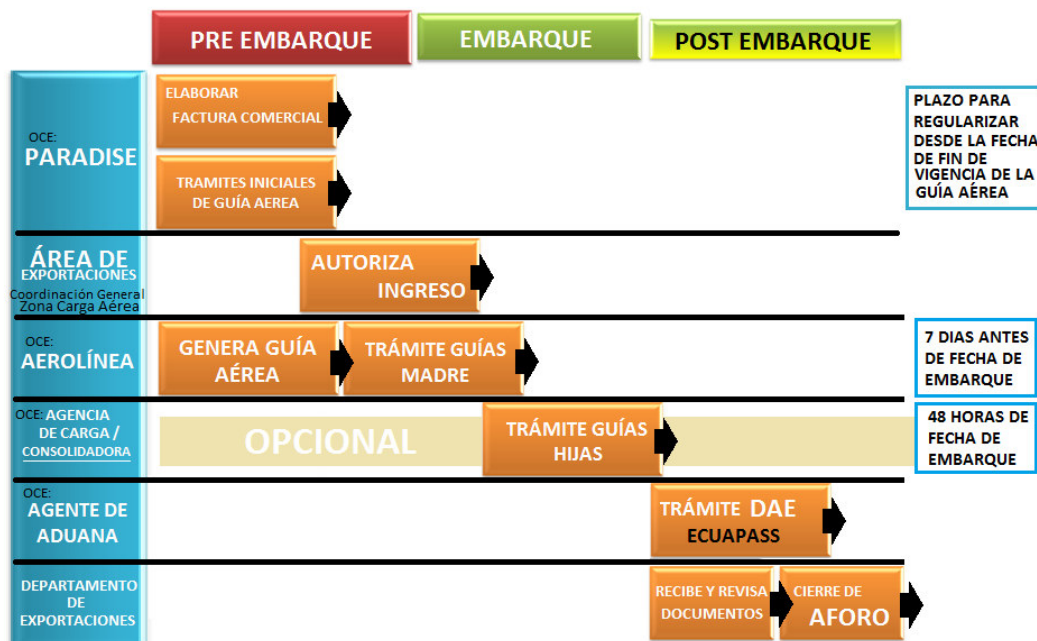 PRE EMBARQUE
EMBARQUE
POST EMBARQUE
OCE:
PARADISE
ELABORAR
FACTURA COMERCIAL
TRAMITES INICIALES
DE GUÍA AEREA
PLAZO PARA
REGULARIZAR
DESDE LA FECHA
DE FIN DE
VIGENCIA DE LA
GUÍA AÉREA
ÁREA DE
EXPORTACIONES
Coordinación General
Zona Carga Aérea
AUTORIZA
INGRESO
OCE:
AEROLÍNEA
GENERA GUÍA
AÉREA
TRÁMITE GUÍAS
MADRE
7 DIAS ANTES
DE FECHA DE
EMBARQUE
OCE: AGENCIA
DE CARGA /
CONSOLIDADORA
OPCIONAL
TRÁMITE GUÍAS
HIJAS
48 HORAS DE
FECHA DE
EMBARQUE
OCE:
AGENTE DE
ADUANA
TRÁMITE DAE
ECUAPASS
DEPARTAMENTO
DE
EXPORTACIONES
RECIBE Y REVISA
DOCUMENTOS
CIERRE DE
AFORO